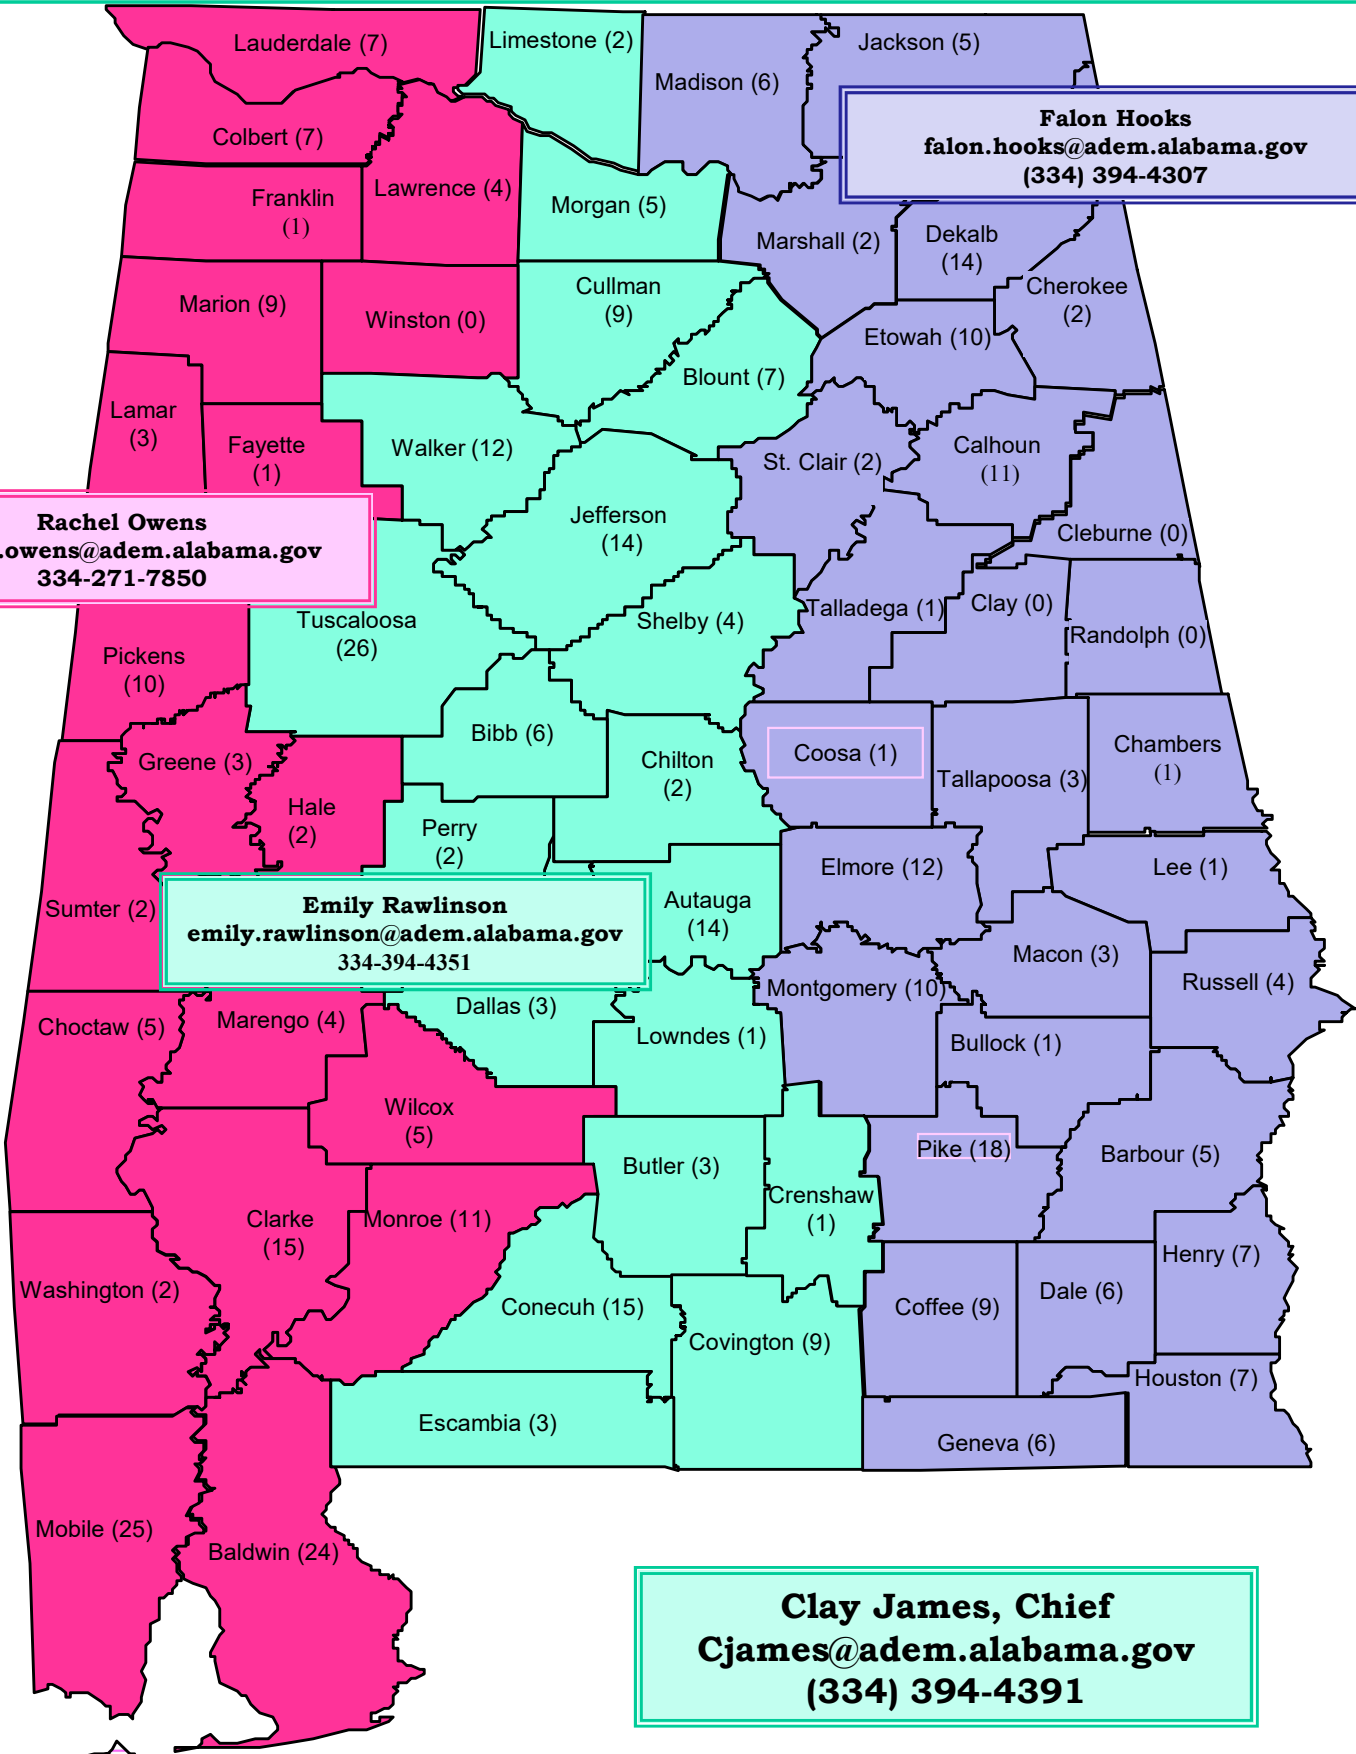 Lauderdale (7)
Limestone (2)
Jackson (5)
Madison (6)
Colbert (7)
Falon Hooks
falon.hooks@adem.alabama.gov
(334) 394-4307
Franklin
(1)
Lawrence (4)
Morgan (5)
Marshall (2)
Dekalb
(14)
Cherokee
(2)
Marion (9)
Winston (0)
Cullman
(9)
Etowah (10)
Blount (7)
Lamar
(3)
Fayette
(1)
Walker (12)
St. Clair (2)
Calhoun
(11)
Rachel Owens
.owens@adem.alabama.gov
334-271-7850
Jefferson
(14)
Cleburne (0)
Tuscaloosa
(26)
Shelby (4)
Talladega (1)
Clay (0)
Randolph (0)
Pickens
(10)
Greene (3)
Bibb (6)
Chilton
(2)
Coosa (1)
Tallapoosa (3)
Chambers
(1)
Hale
(2)
Perry
(2)
Elmore (12)
Lee (1)
Sumter (2)
Emily Rawlinson
emily.rawlinson@adem.alabama.gov
334-394-4351
Autauga
(14)
Macon (3)
Russell (4)
Montgomery (10)
Choctaw (5)
Marengo (4)
Dallas (3)
Lowndes (1)
Bullock (1)
Wilcox
(5)
Butler (3)
Pike (18)
Barbour (5)
Crenshaw
(1)
Clarke
(15)
Monroe (11)
Henry (7)
Washington (2)
Conecuh (15)
Covington (9)
Coffee (9)
Dale (6)
Houston (7)
Escambia (3)
Geneva (6)
Mobile (25)
Baldwin (24)
Clay James, Chief
Cjames@adem.alabama.gov
(334) 394-4391